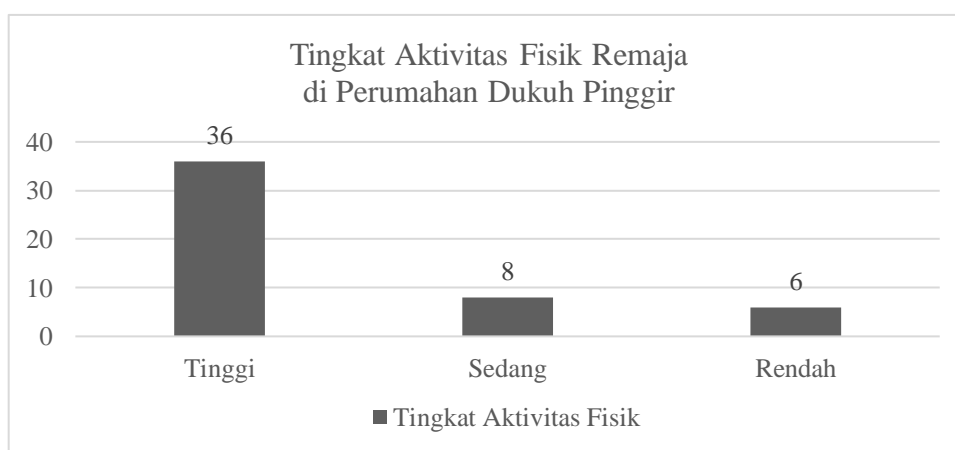 Tingkat Aktivitas Fisik Remaja
di Perumahan Dukuh Pinggir
40
36
30
20
10
8
6
0
Tinggi
Sedang
Rendah
Tingkat Aktivitas Fisik